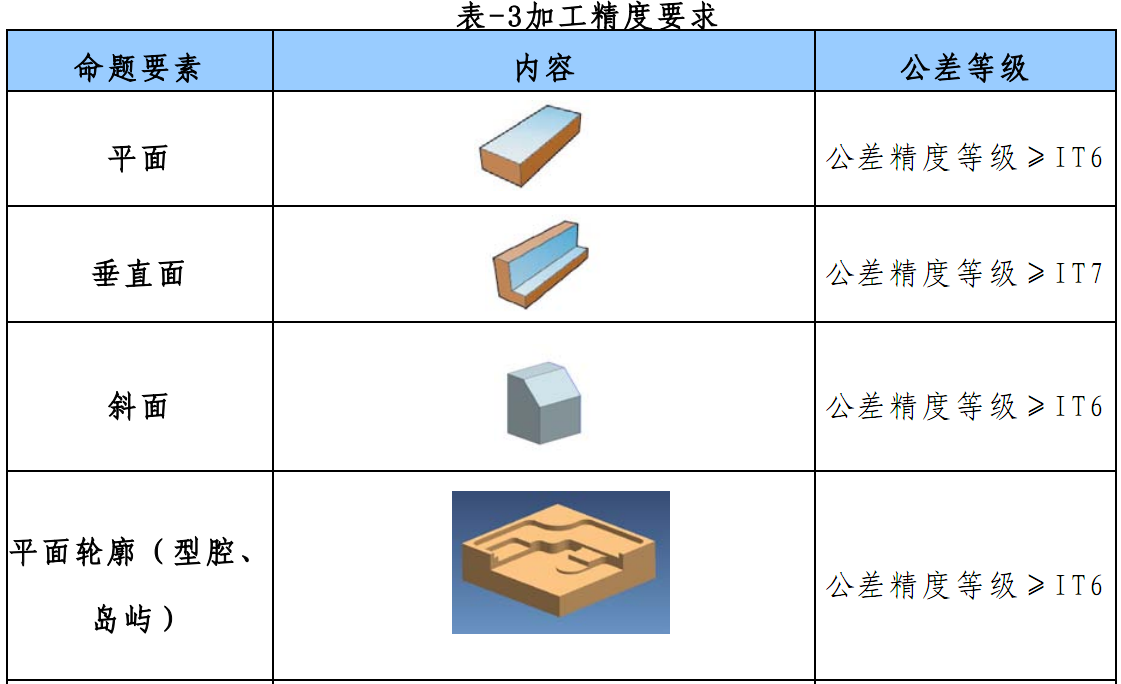 表-3加工精度要求
命题要素 内容 公差等级
平面 公差精度等级≥IT6
垂直面 公差精度等级≥IT7
斜面 公差精度等级≥IT6
平面轮廓（型腔、
岛屿） 公差精度等级≥IT6